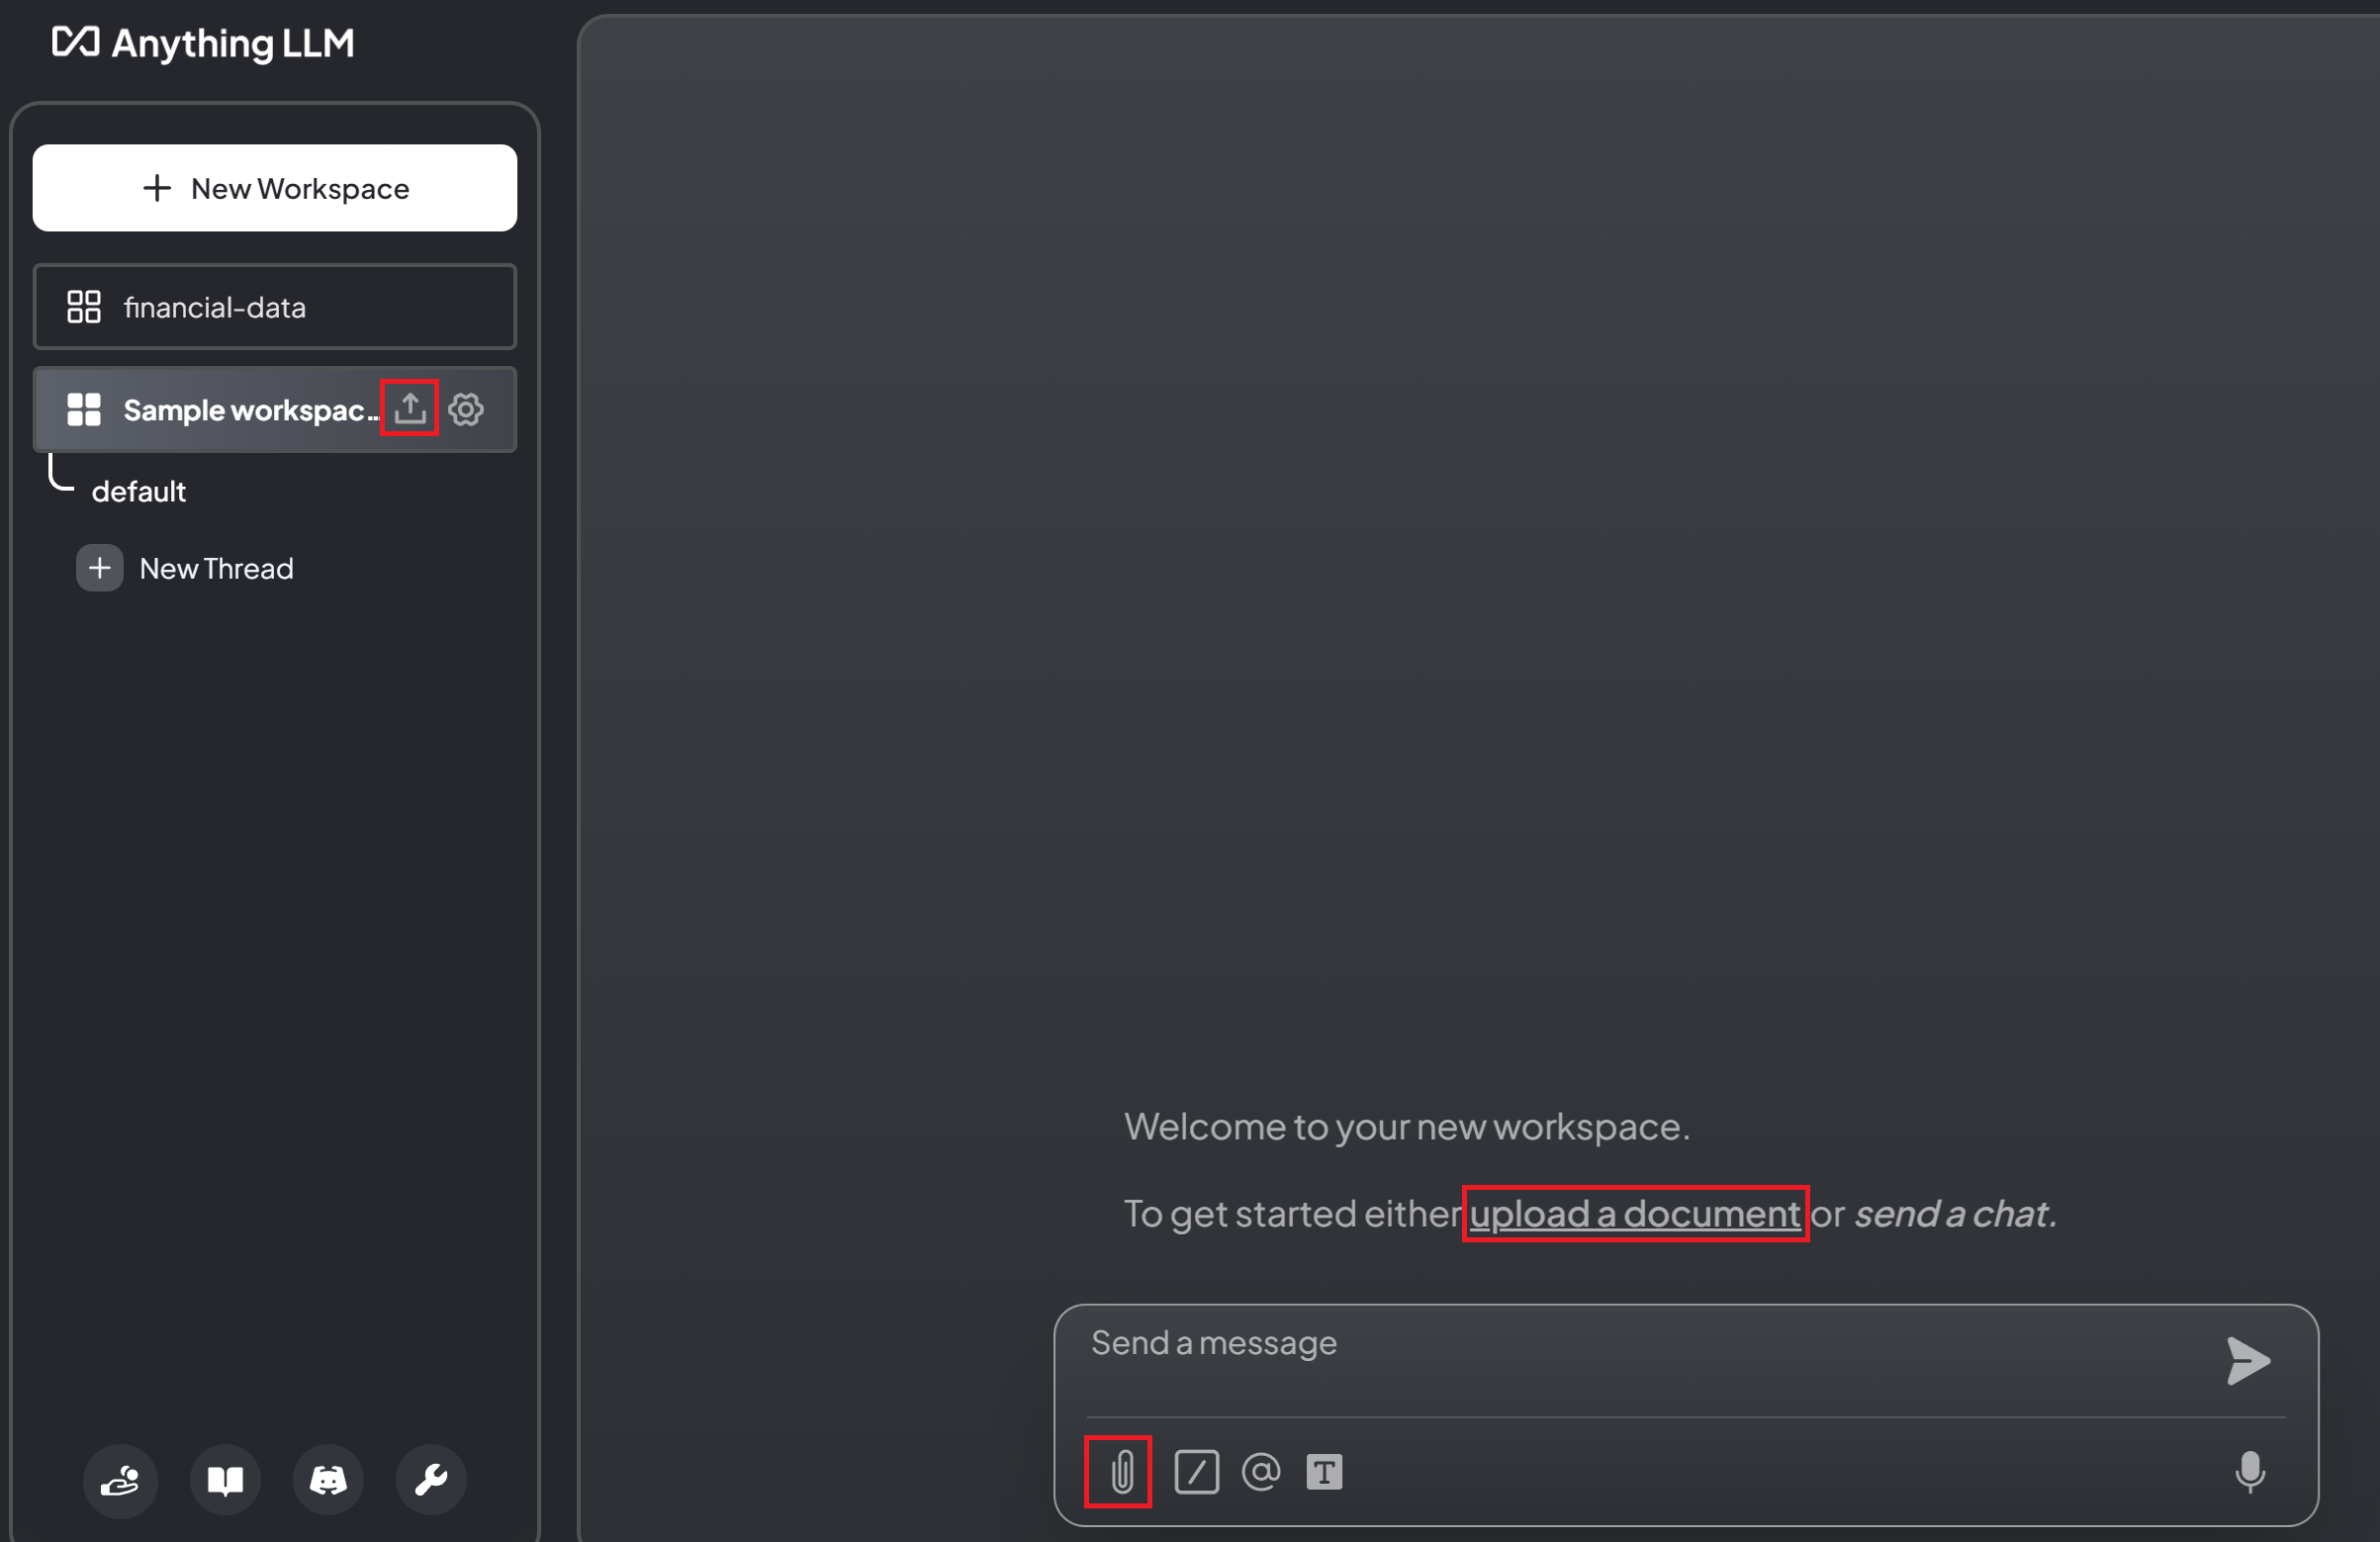 Anything LLM
New Workspace
financial-data
Sample workspac...
default
New Thread
Welcome to your new workspace.
To get started either upload a document or send a chat.
Send a message